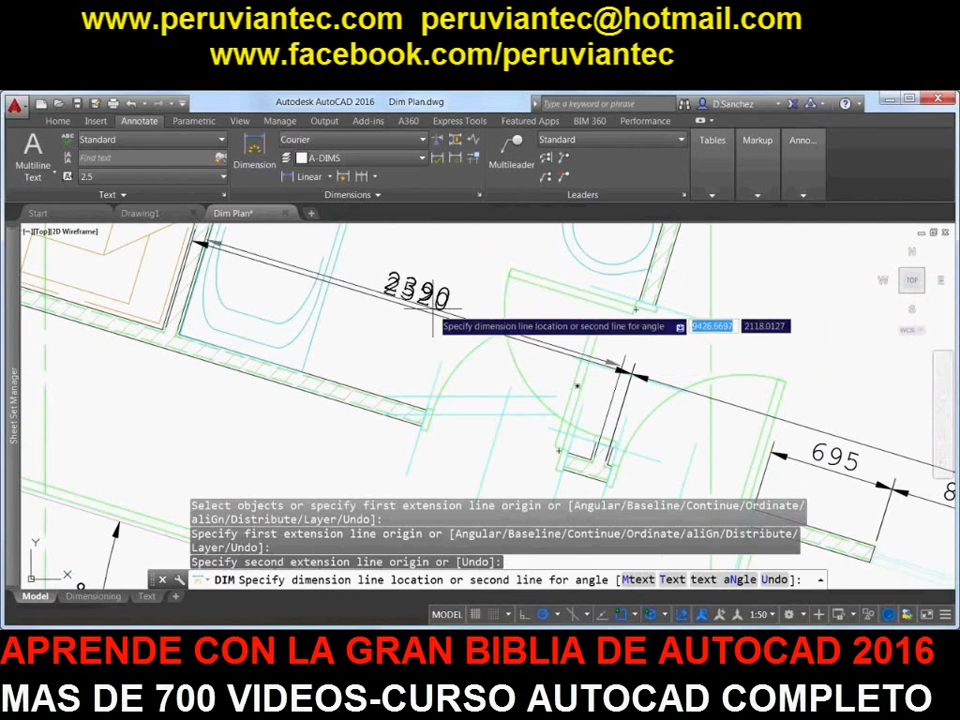 www.peruviantec.com peruviantec@hotmail.com
www.facebook.com/peruviantec
Autodesk AutoCAD 2016 Dim Plan.dwg
Type a keyword or phrase
D.Sanchez
Home Insert Annotate Parametric View Manage Output Add-ins A360 Express Tools Featured Apps BIM 360 Performance
Multiline
Text
Standard
Find text
2.5
Dimension
Courier
A-DIMS
Linear
Multileader
Standard
Tables
Markup
Anno...
Text
Dimensions
Leaders
Start Drawing1 Dim Plan*
[-][Top][2D Wireframe]
N
W TOP E
S
WCS
Sheet Set Manager
Specify dimension line location or second line for angle 9426.6697 2118.0127
695
8
Select objects or specify first extension line origin or [Angular/Baseline/Continue/Ordinate/
aliGn/Distribute/Layer/Undo]:
Specify first extension line origin or [Angular/Baseline/Continue/Ordinate/aliGn/Distribute/
Layer/Undo]:
Specify second extension line origin or [Undo]:
DIM Specify dimension line location or second line for angle [Mtext Text text aNgle Undo]:
Y
X
Model Dimensioning Text +
MODEL 1:50
APRENDE CON LA GRAN BIBLIA DE AUTOCAD 2016
MAS DE 700 VIDEOS-CURSO AUTOCAD COMPLETO